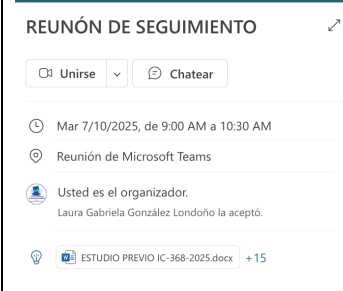 REUNÓN DE SEGUIMIENTO
Unirse
Chatear
Mar 7/10/2025, de 9:00 AM a 10:30 AM
Reunión de Microsoft Teams
Usted es el organizador.
Laura Gabriela González Londoño la aceptó.
ESTUDIO PREVIO IC-368-2025.docx +15